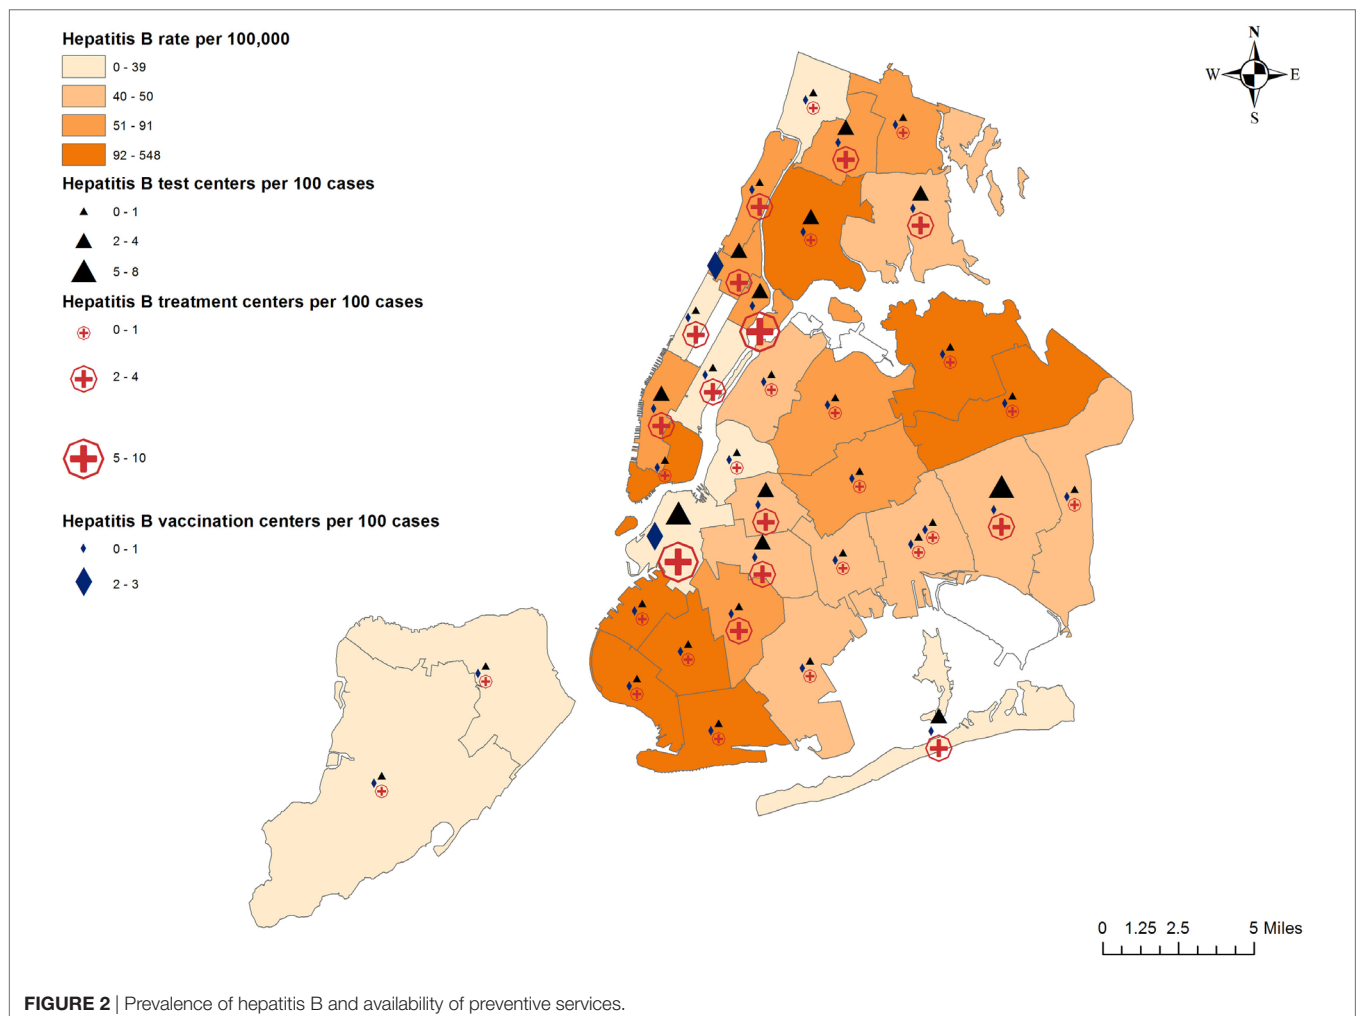 Hepatitis B rate per 100,000
0 - 39
40 - 50
51 - 91
92 - 548
Hepatitis B test centers per 100 cases
0 - 1
2 - 4
5 - 8
Hepatitis B treatment centers per 100 cases
0 - 1
2 - 4
5 - 10
Hepatitis B vaccination centers per 100 cases
0 - 1
2 - 3
N
W E
S
0 1.25 2.5 5 Miles
FIGURE 2 | Prevalence of hepatitis B and availability of preventive services.